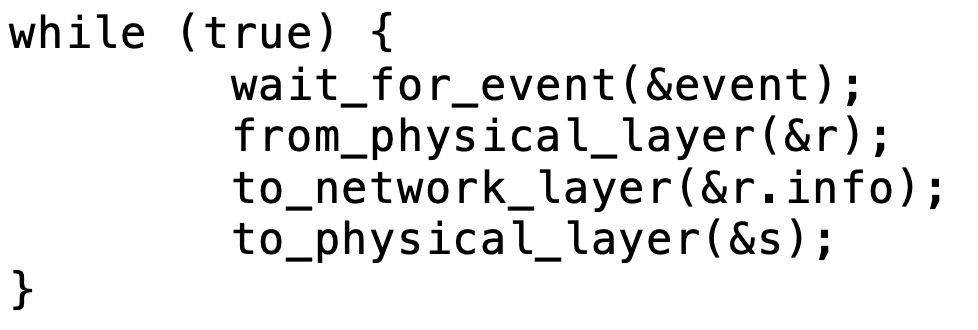 while (true) {
        wait_for_event(&event);
        from_physical_layer(&r);
        to_network_layer(&r.info);
        to_physical_layer(&s);
}